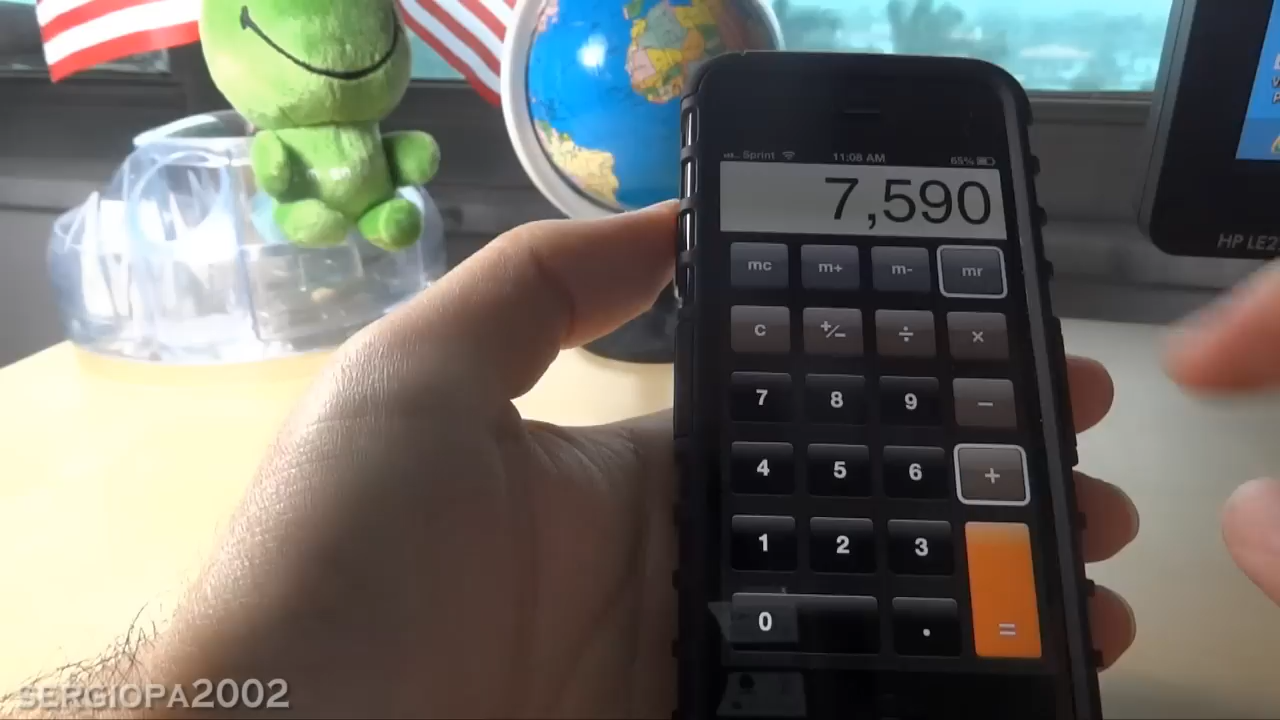 Sprint 11:08 AM 65%
7,590
mc m+ m- mr
C +/− ÷ ×
7 8 9 −
4 5 6 +
1 2 3
0 . =
HP LE2
SERGIOPA2002